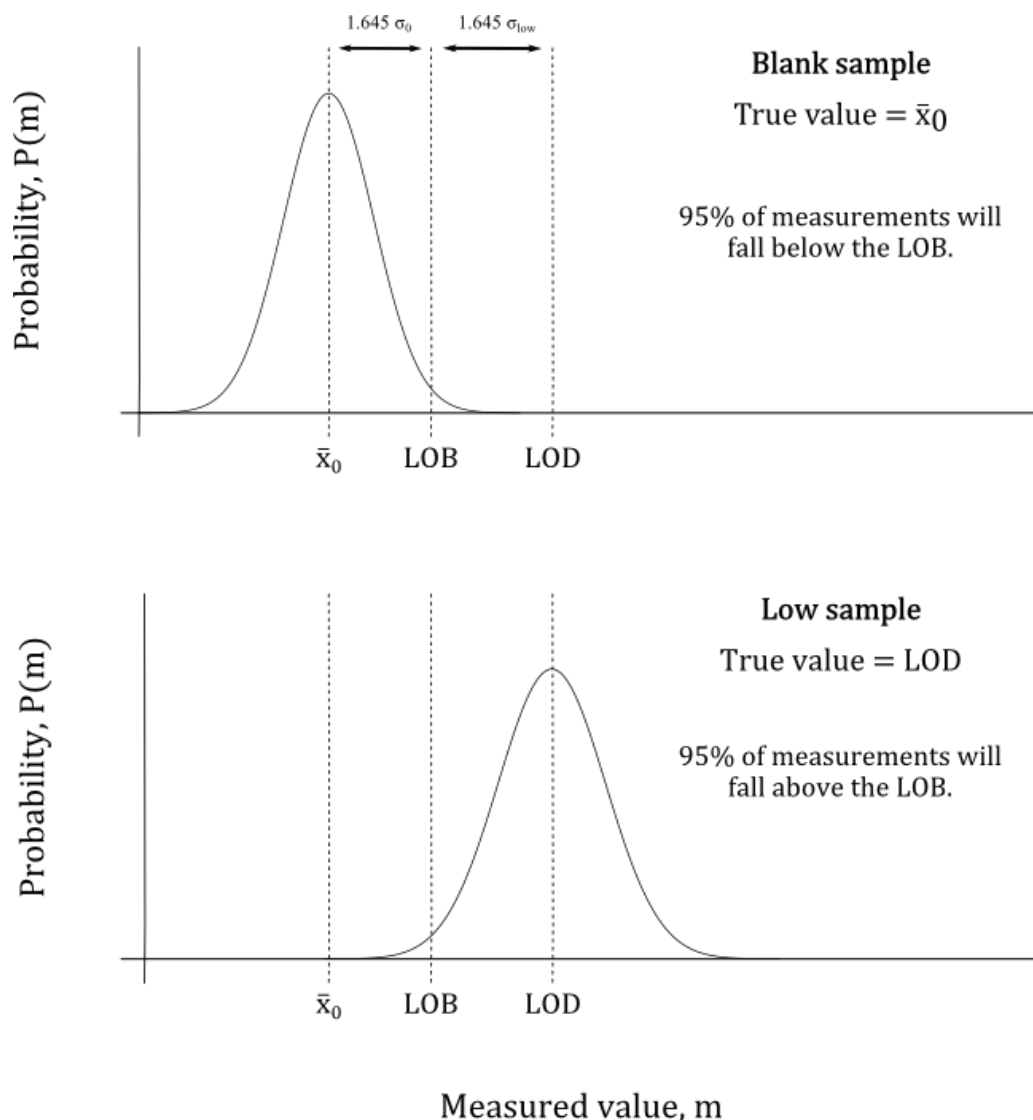 1.645 σ₀
1.645 σlow
Blank sample
True value = x̄₀
95% of measurements will
fall below the LOB.
Probability, P(m)
x̄₀
LOB
LOD
Low sample
True value = LOD
95% of measurements will
fall above the LOB.
Probability, P(m)
x̄₀
LOB
LOD
Measured value, m